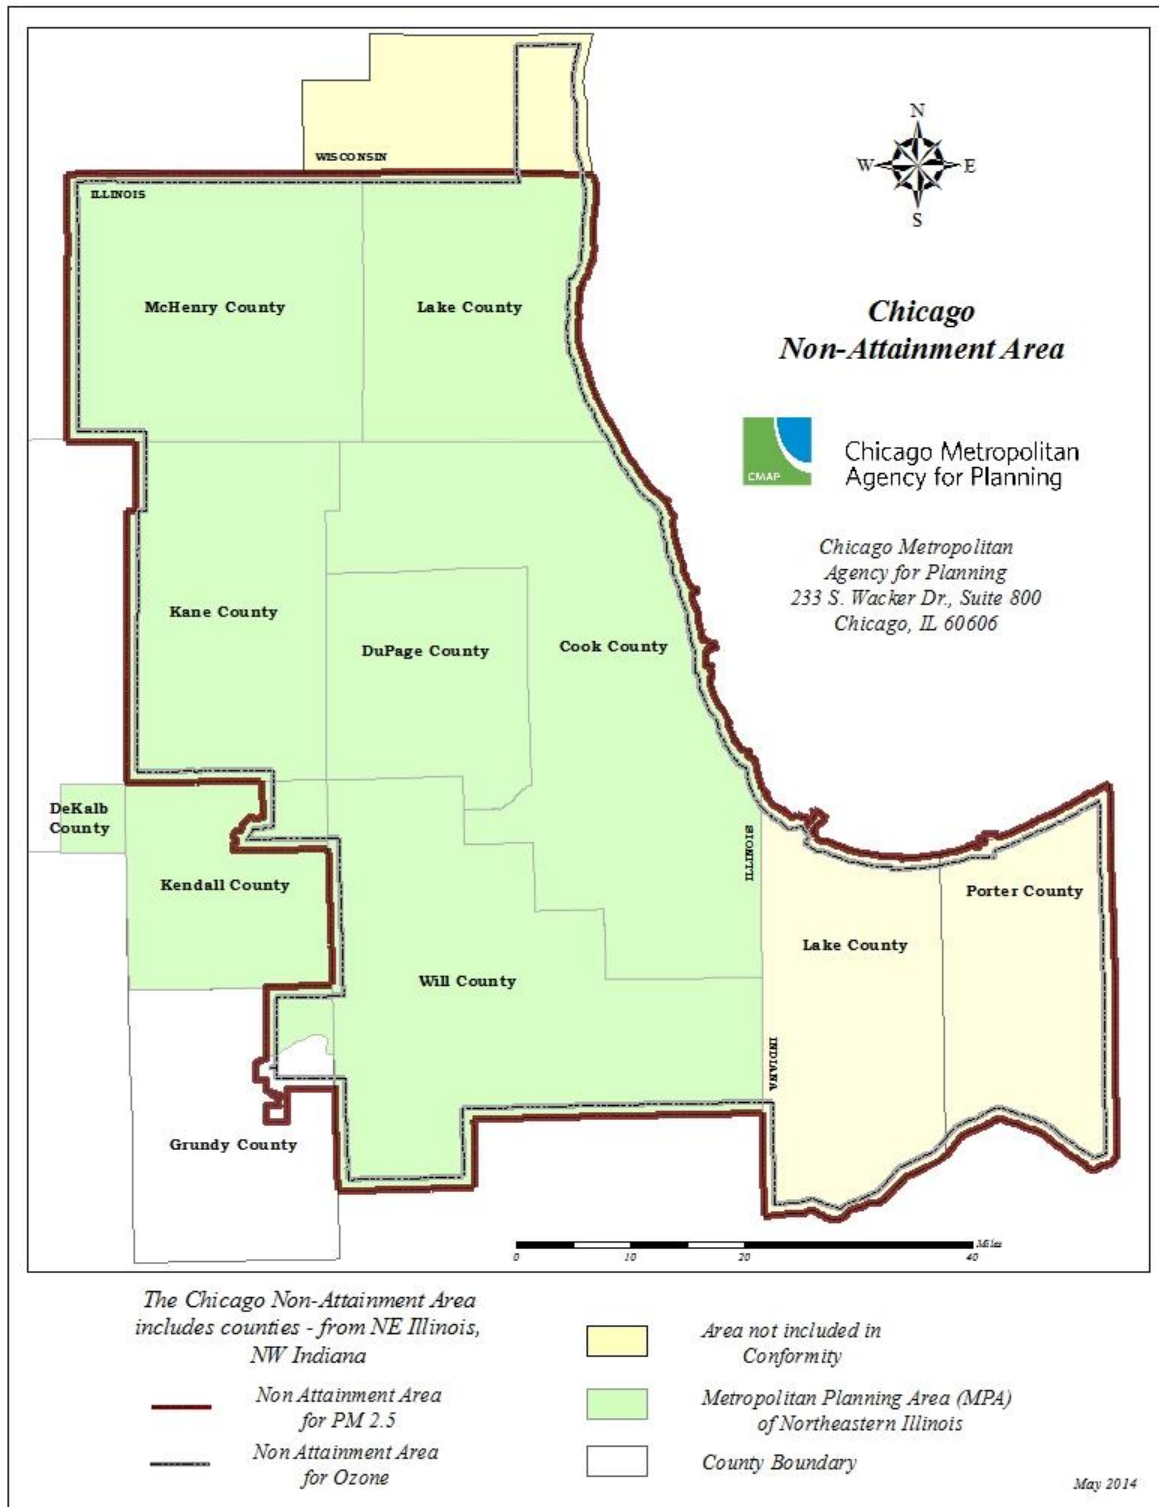 WISCONSIN
ILLINOIS
N
W
E
S
McHenry County
Lake County
Chicago
Non-Attainment Area
CMAP
Chicago Metropolitan
Agency for Planning
Chicago Metropolitan
Agency for Planning
233 S. Wacker Dr., Suite 800
Chicago, IL 60606
Kane County
DuPage County
Cook County
DeKalb
County
Kendall County
ILLINOIS
Porter County
Lake County
Will County
INDIANA
Grundy County
Miles
0
10
20
40
The Chicago Non-Attainment Area
includes counties - from NE Illinois,
NW Indiana
Non Attainment Area
for PM 2.5
Non Attainment Area
for Ozone
Area not included in
Conformity
Metropolitan Planning Area (MPA)
of Northeastern Illinois
County Boundary
May 2014